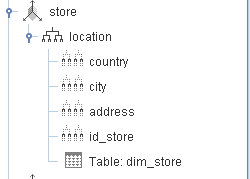 store
location
country
city
address
id_store
Table: dim_store